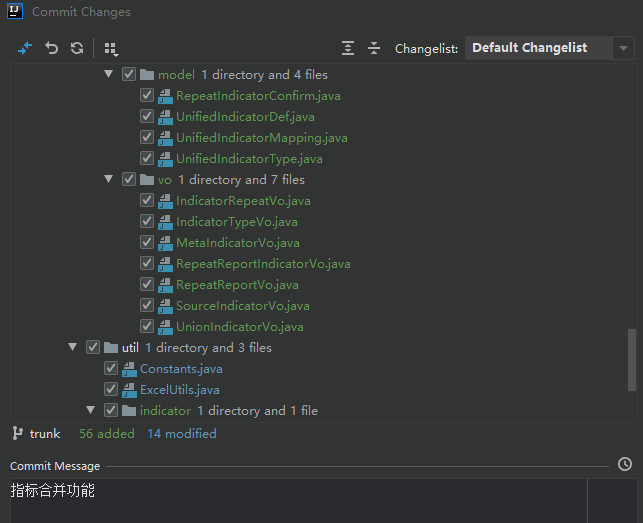 IJ Commit Changes
Changelist: Default Changelist
model 1 directory and 4 files
RepeatIndicatorConfirm.java
UnifiedIndicatorDef.java
UnifiedIndicatorMapping.java
UnifiedIndicatorType.java
vo 1 directory and 7 files
IndicatorRepeatVo.java
IndicatorTypeVo.java
MetaIndicatorVo.java
RepeatReportIndicatorVo.java
RepeatReportVo.java
SourceIndicatorVo.java
UnionIndicatorVo.java
util 1 directory and 3 files
Constants.java
ExcelUtils.java
indicator 1 directory and 1 file
trunk 56 added 14 modified
Commit Message
指标合并功能